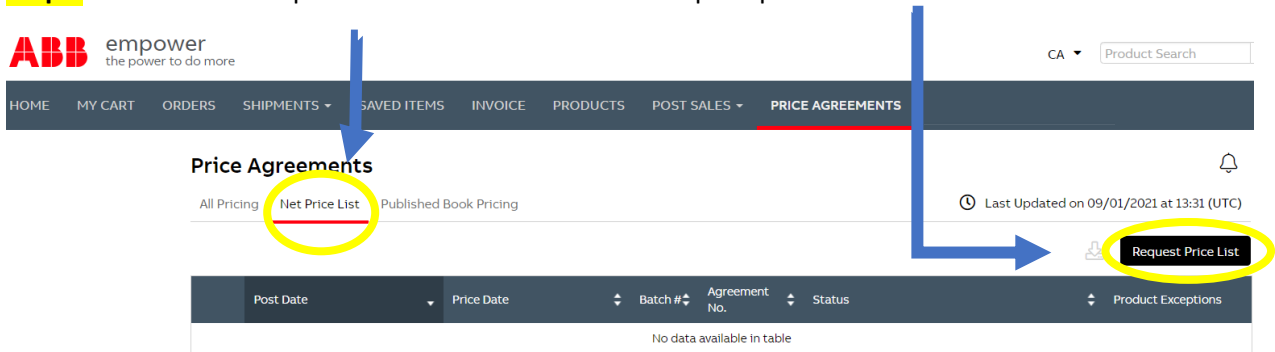 ABB empower
the power to do more
CA Product Search
HOME MY CART ORDERS SHIPMENTS SAVED ITEMS INVOICE PRODUCTS POST SALES PRICE AGREEMENTS
Price Agreements
All Pricing Net Price List Published Book Pricing Last Updated on 09/01/2021 at 13:31 (UTC)
Request Price List
Post Date Price Date Batch # Agreement No. Status Product Exceptions
No data available in table